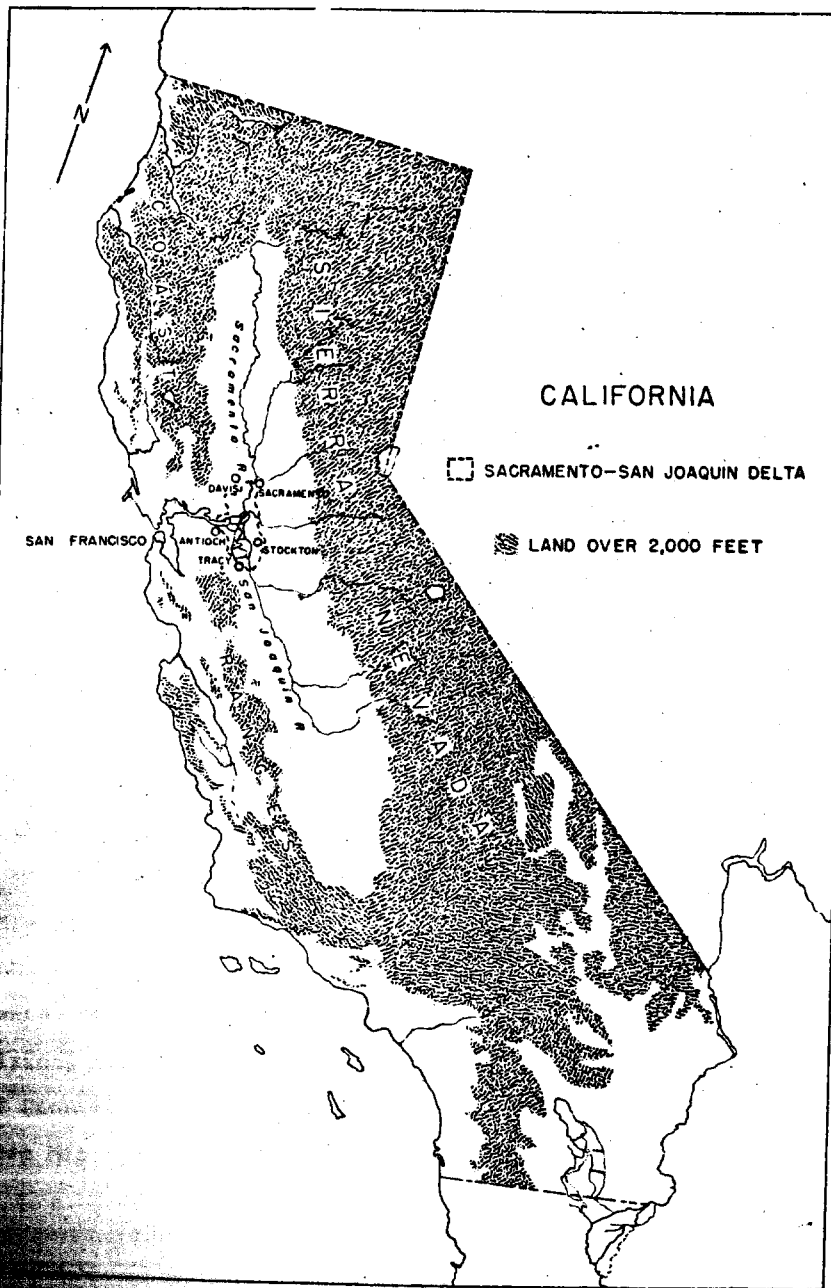 N
COAST
RANGES
SIERRA
NEVADA
Sacramento R
San Joaquin R
DAVIS
SACRAMENTO
SAN FRANCISCO
ANTIOCH
STOCKTON
TRACY
CALIFORNIA
SACRAMENTO-SAN JOAQUIN DELTA
LAND OVER 2,000 FEET